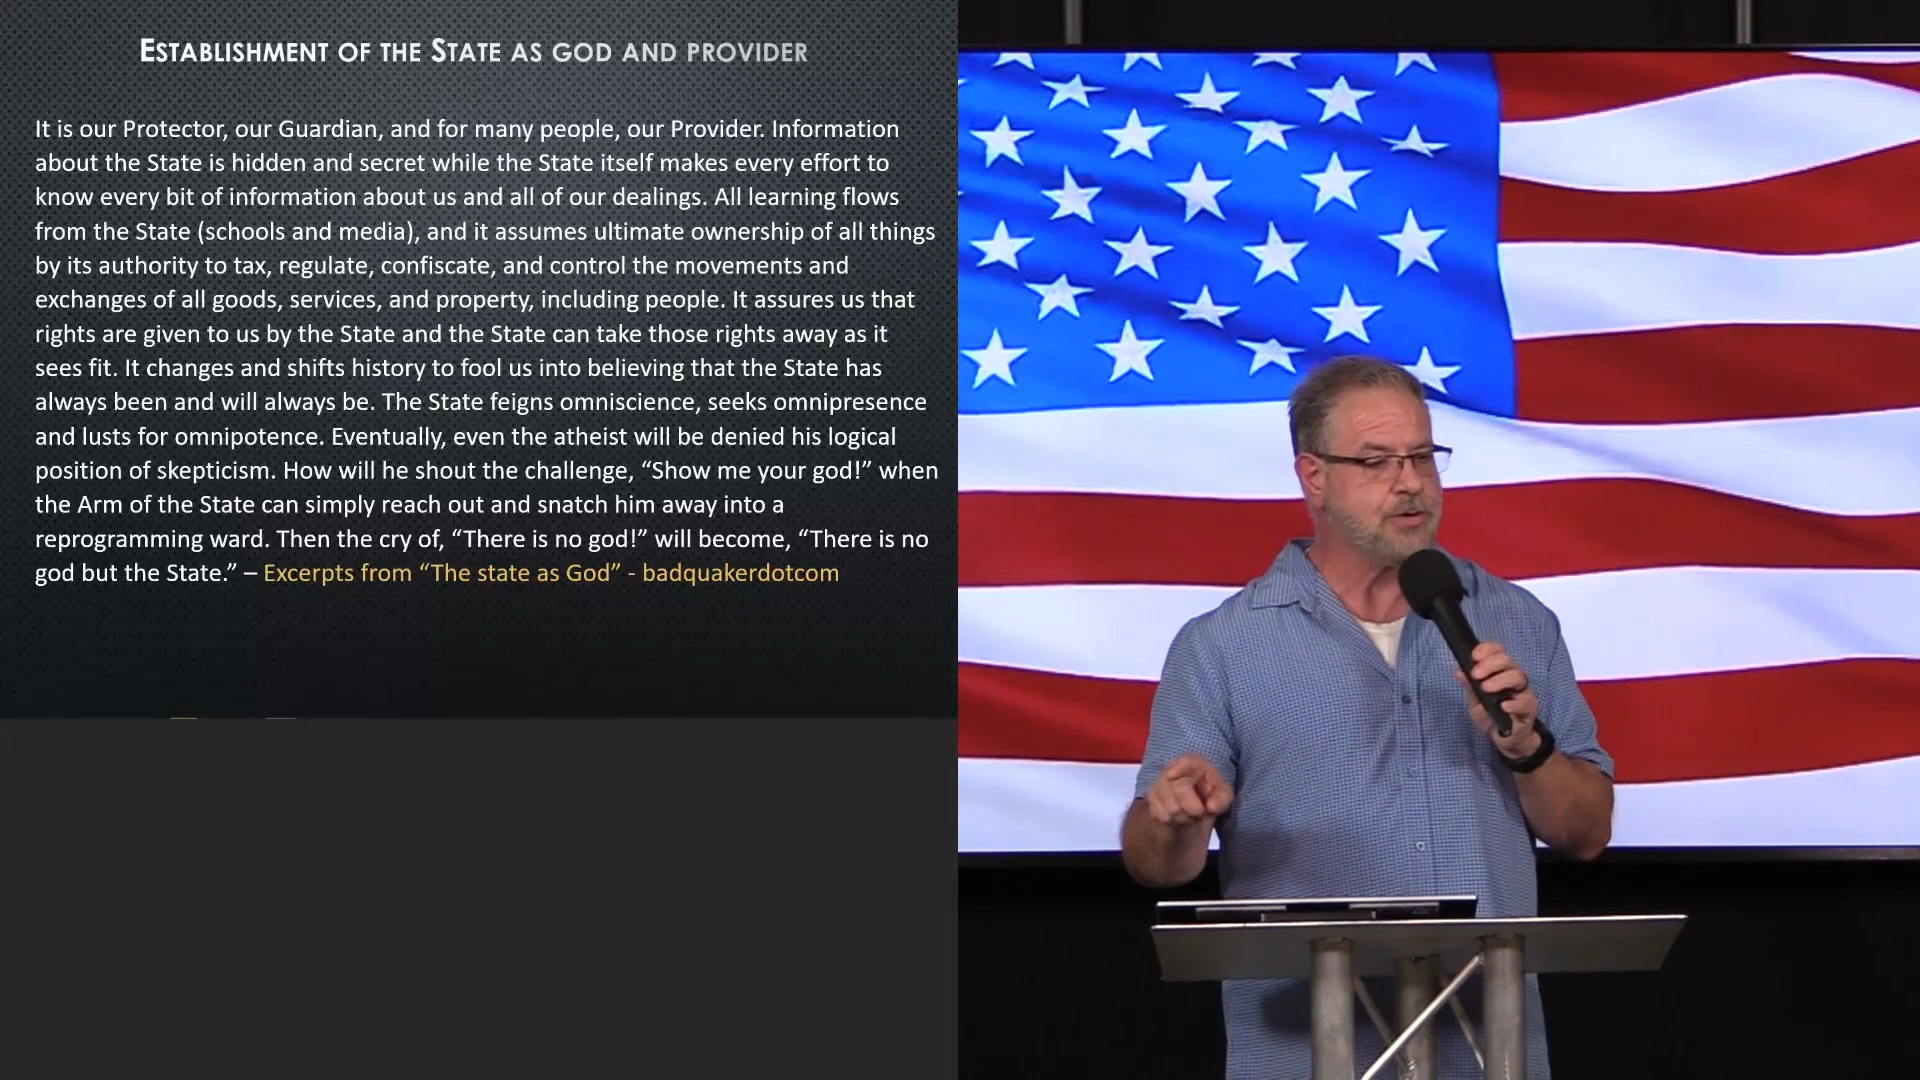 Establishment of the State as god and provider
It is our Protector, our Guardian, and for many people, our Provider. Information
about the State is hidden and secret while the State itself makes every effort to
know every bit of information about us and all of our dealings. All learning flows
from the State (schools and media), and it assumes ultimate ownership of all things
by its authority to tax, regulate, confiscate, and control the movements and
exchanges of all goods, services, and property, including people. It assures us that
rights are given to us by the State and the State can take those rights away as it
sees fit. It changes and shifts history to fool us into believing that the State has
always been and will always be. The State feigns omniscience, seeks omnipresence
and lusts for omnipotence. Eventually, even the atheist will be denied his logical
position of skepticism. How will he shout the challenge, “Show me your god!” when
the Arm of the State can simply reach out and snatch him away into a
reprogramming ward. Then the cry of, “There is no god!” will become, “There is no
god but the State.” – Excerpts from “The state as God” - badquakerdotcom